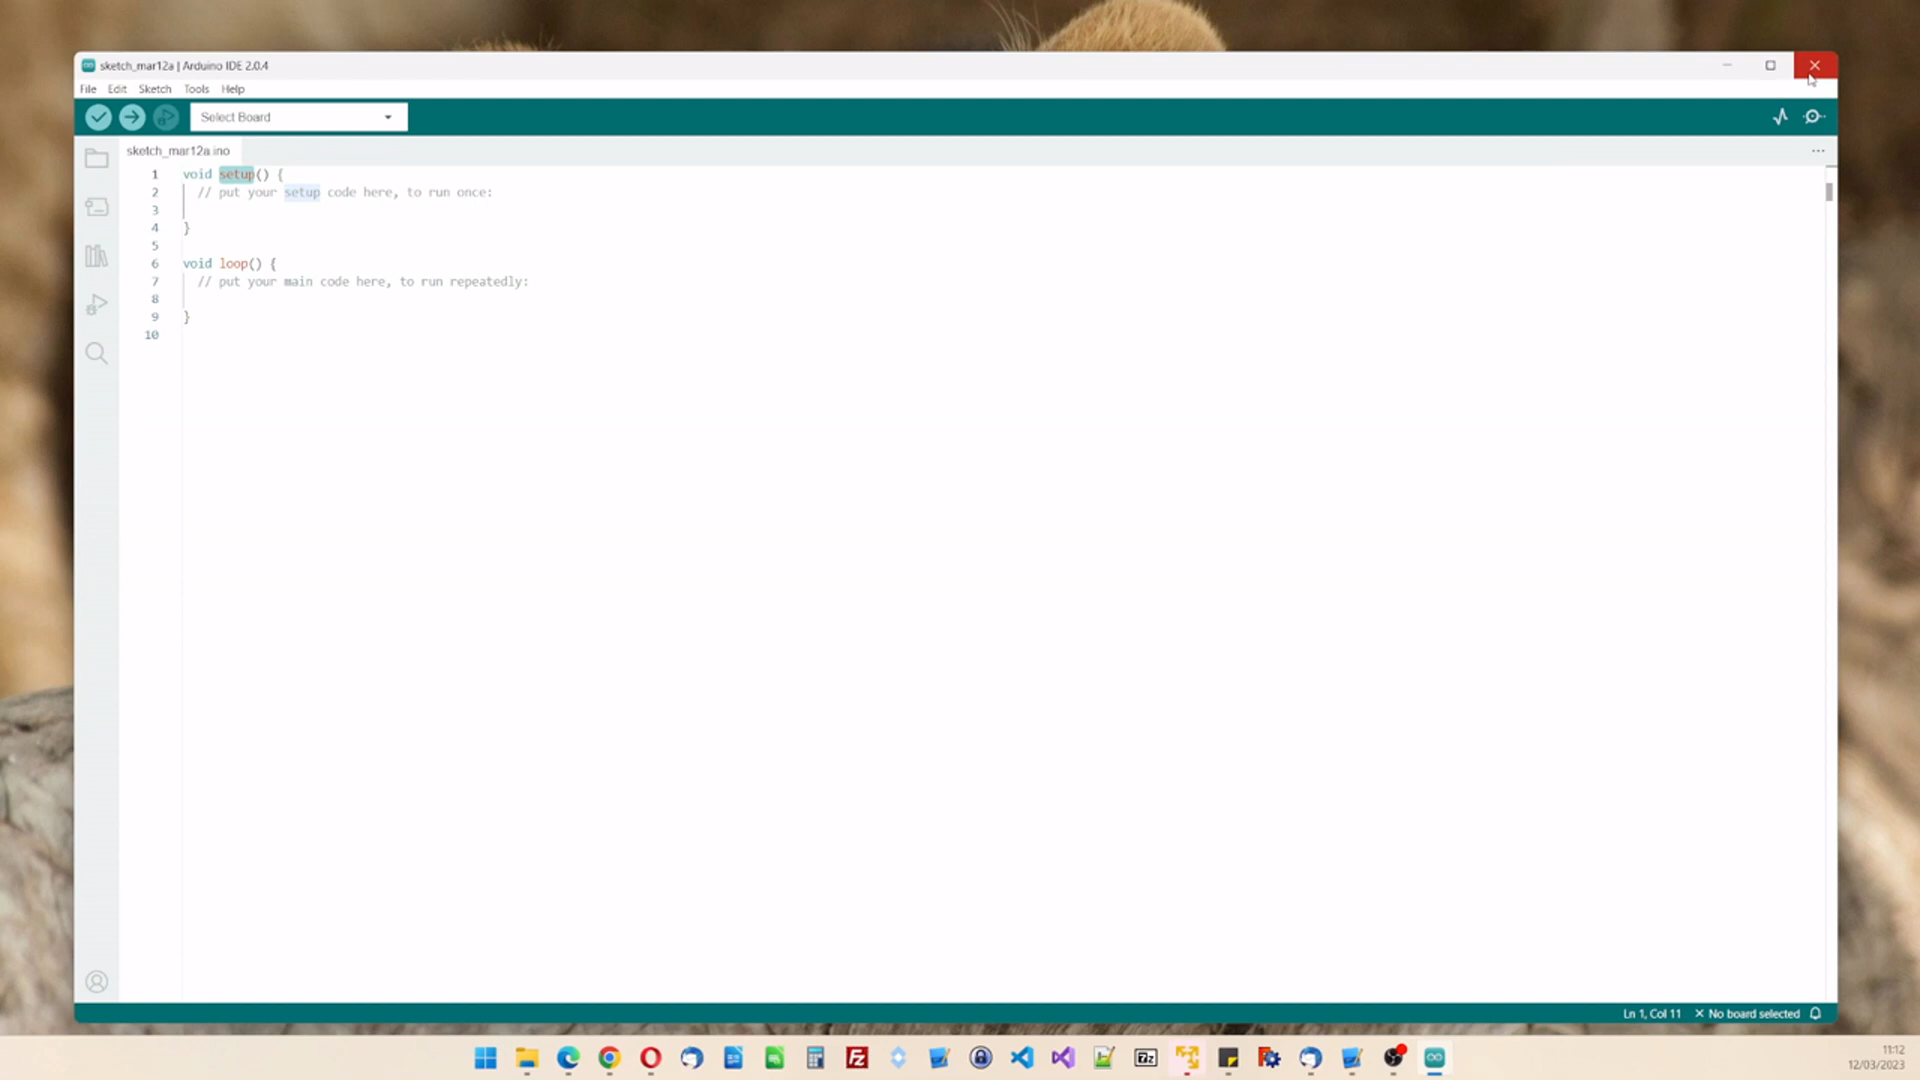 sketch_mar12a | Arduino IDE 2.0.4
File Edit Sketch Tools Help
Select Board
sketch_mar12a.ino
1 void setup() {
2 // put your setup code here, to run once:
3
4 }
5
6 void loop() {
7 // put your main code here, to run repeatedly:
8
9 }
10
Ln 1, Col 11 × No board selected
Fz
7z
11:12
12/03/2023